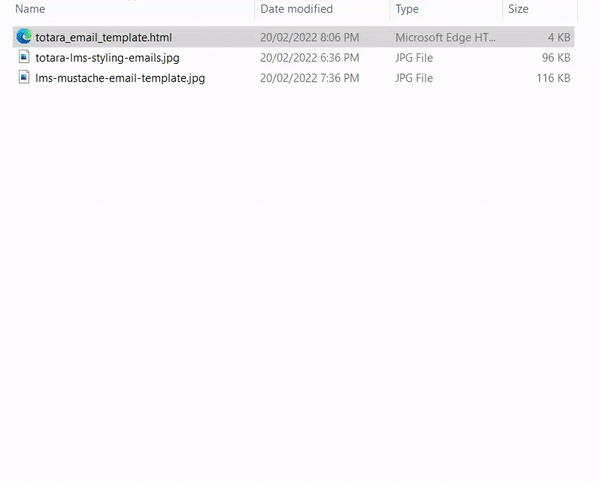 Name Date modified Type Size
totara_email_template.html 20/02/2022 8:06 PM Microsoft Edge HT... 4 KB
totara-lms-styling-emails.jpg 20/02/2022 6:36 PM JPG File 96 KB
lms-mustache-email-template.jpg 20/02/2022 7:36 PM JPG File 116 KB